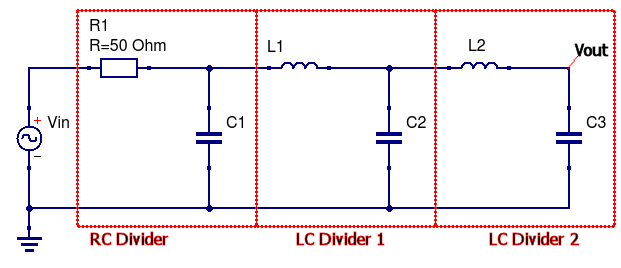 R1
R=50 Ohm
L1
L2
Vout
+ Vin
−
C1
C2
C3
RC Divider
LC Divider 1
LC Divider 2